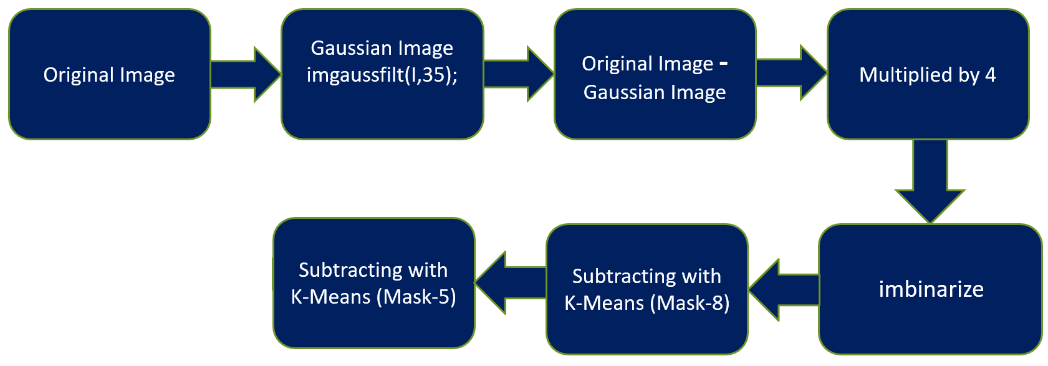 Original Image
Gaussian Image
imgaussfilt(I,35);
Original Image -
Gaussian Image
Multiplied by 4
imbinarize
Subtracting with
K-Means (Mask-8)
Subtracting with
K-Means (Mask-5)